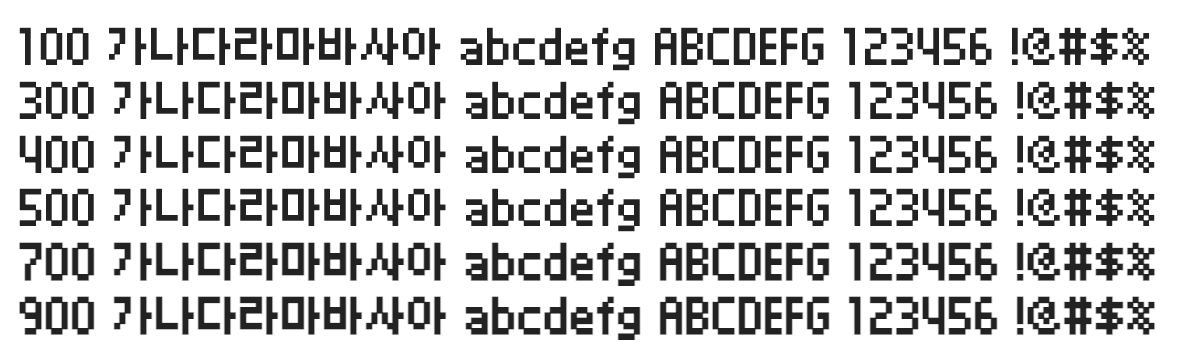 100 가나다라마바사아 abcdefg ABCDEFG 123456 !@#$%
300 가나다라마바사아 abcdefg ABCDEFG 123456 !@#$%
400 가나다라마바사아 abcdefg ABCDEFG 123456 !@#$%
500 가나다라마바사아 abcdefg ABCDEFG 123456 !@#$%
700 가나다라마바사아 abcdefg ABCDEFG 123456 !@#$%
900 가나다라마바사아 abcdefg ABCDEFG 123456 !@#$%